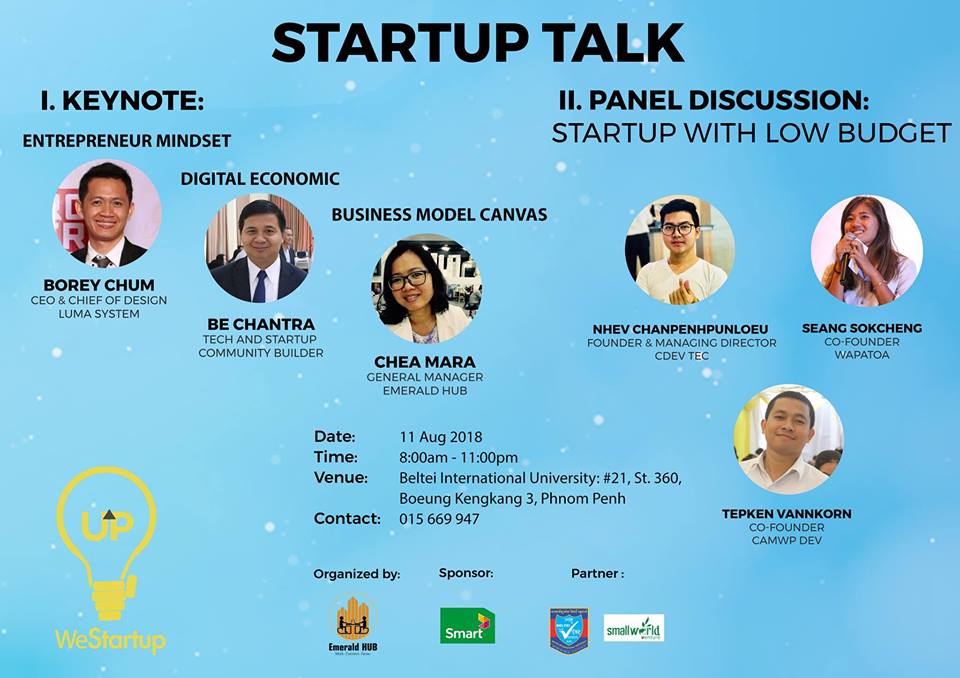 STARTUP TALK
I. KEYNOTE:
ENTREPRENEUR MINDSET
BOREY CHUM
CEO & CHIEF OF DESIGN
LUMA SYSTEM
DIGITAL ECONOMIC
BE CHANTRA
TECH AND STARTUP
COMMUNITY BUILDER
BUSINESS MODEL CANVAS
CHEA MARA
GENERAL MANAGER
EMERALD HUB
II. PANEL DISCUSSION:
STARTUP WITH LOW BUDGET
NHEV CHANPENHPUNLOEU
FOUNDER & MANAGING DIRECTOR
CDEV TEC
SEANG SOKCHENG
CO-FOUNDER
WAPATOA
TEPKEN VANNKORN
CO-FOUNDER
CAMWP DEV
Date: 11 Aug 2018
Time: 8:00am - 11:00pm
Venue: Beltei International University: #21, St. 360,
Boeung Kengkang 3, Phnom Penh
Contact: 015 669 947
UP
WeStartup
Organized by:
Emerald HUB
Sponsor:
Smart
Partner :
smallworld